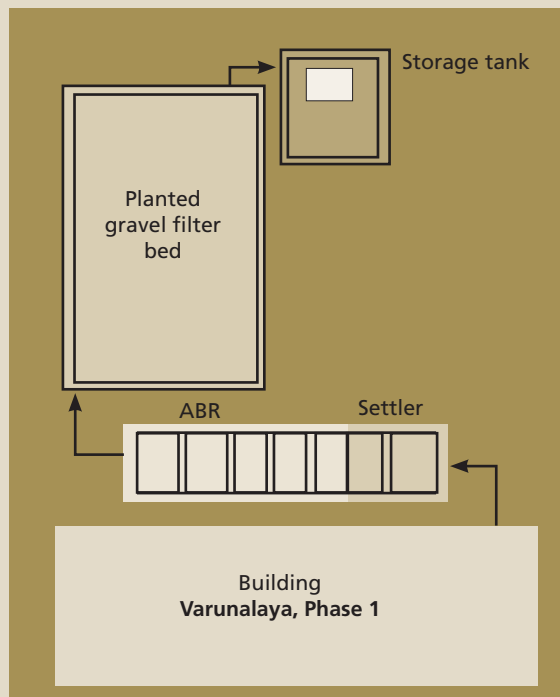 Storage tank
Planted
gravel filter
bed
ABR
Settler
Building
Varunalaya, Phase 1